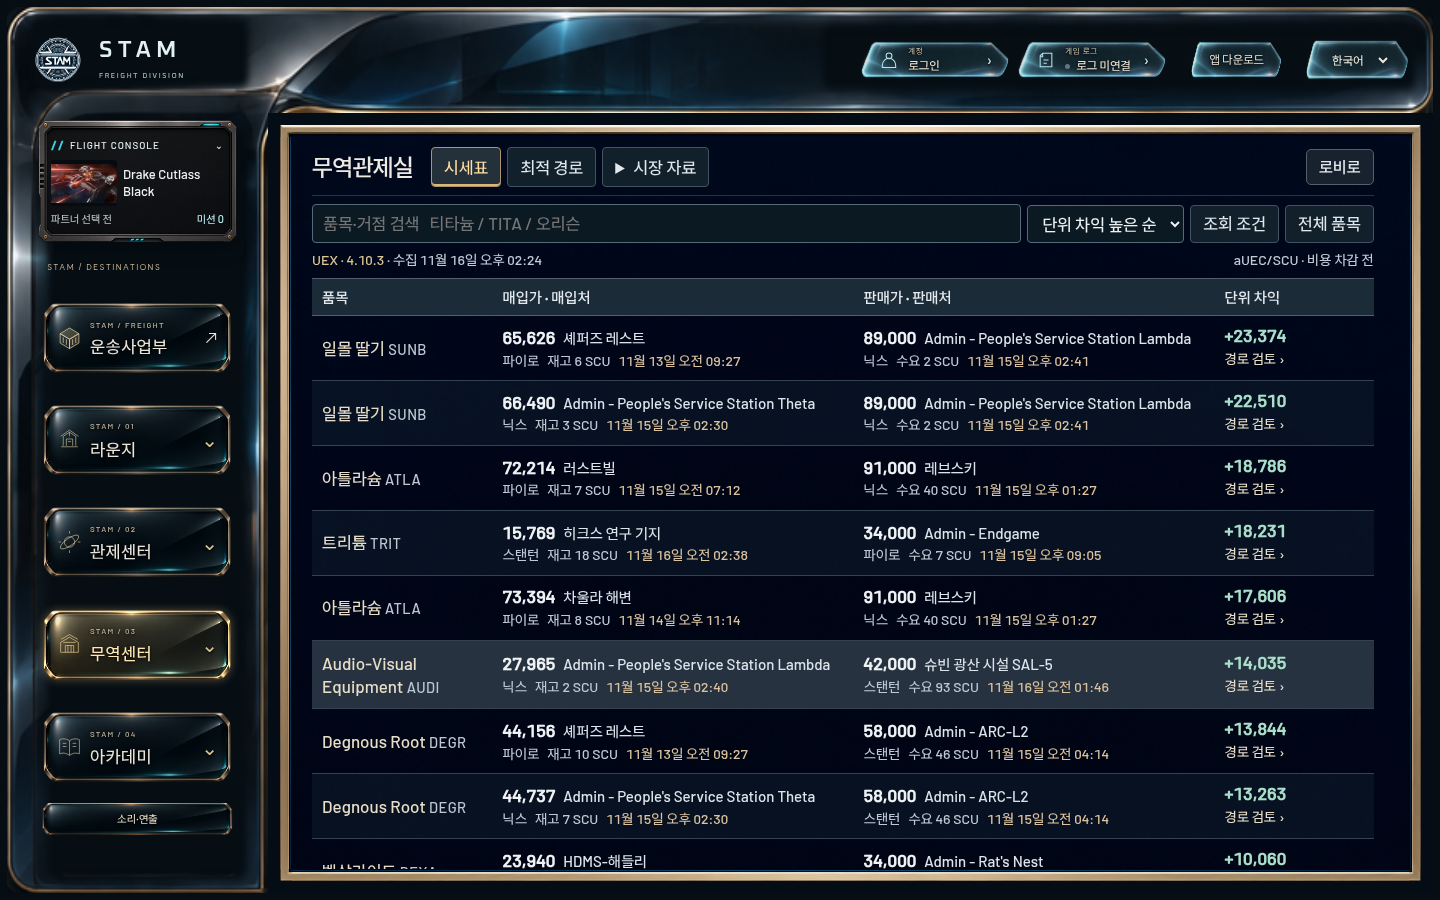 STAM
FREIGHT DIVISION
계정
로그인
게임 로그
로그 미연결
앱 다운로드
한국어
// FLIGHT CONSOLE
Drake Cutlass
Black
파트너 선택 전 미션 0
STAM / DESTINATIONS
STAM / FREIGHT
운송사업부
STAM / 01
라운지
STAM / 02
관제센터
STAM / 03
무역센터
STAM / 04
아카데미
소리·연출
무역관제실 시세표 최적 경로 ▶ 시장 자료 로비로
품목·거점 검색 티타늄 / TITA / 오리슨 단위 차익 높은 순 조회 조건 전체 품목
UEX · 4.10.3 · 수집 11월 16일 오후 02:24 aUEC/SCU · 비용 차감 전
품목 매입가 · 매입처 판매가 · 판매처 단위 차익
일몰 딸기 SUNB 65,626 셰퍼즈 레스트 89,000 Admin - People's Service Station Lambda +23,374
파이로 재고 6 SCU 11월 13일 오전 09:27 닉스 수요 2 SCU 11월 15일 오후 02:41 경로 검토 ›
일몰 딸기 SUNB 66,490 Admin - People's Service Station Theta 89,000 Admin - People's Service Station Lambda +22,510
닉스 재고 3 SCU 11월 15일 오후 02:30 닉스 수요 2 SCU 11월 15일 오후 02:41 경로 검토 ›
아틀라슘 ATLA 72,214 러스트빌 91,000 레브스키 +18,786
파이로 재고 7 SCU 11월 15일 오전 07:12 닉스 수요 40 SCU 11월 15일 오후 01:27 경로 검토 ›
트리튬 TRIT 15,769 히크스 연구 기지 34,000 Admin - Endgame +18,231
스탠턴 재고 18 SCU 11월 16일 오전 02:38 파이로 수요 7 SCU 11월 15일 오후 09:05 경로 검토 ›
아틀라슘 ATLA 73,394 차울라 해변 91,000 레브스키 +17,606
파이로 재고 8 SCU 11월 14일 오후 11:14 닉스 수요 40 SCU 11월 15일 오후 01:27 경로 검토 ›
Audio-Visual 27,965 Admin - People's Service Station Lambda 42,000 슈빈 광산 시설 SAL-5 +14,035
Equipment AUDI 닉스 재고 2 SCU 11월 15일 오후 02:40 스탠턴 수요 93 SCU 11월 16일 오전 01:46 경로 검토 ›
Degnous Root DEGR 44,156 셰퍼즈 레스트 58,000 Admin - ARC-L2 +13,844
파이로 재고 10 SCU 11월 13일 오전 09:27 스탠턴 수요 46 SCU 11월 15일 오전 04:14 경로 검토 ›
Degnous Root DEGR 44,737 Admin - People's Service Station Theta 58,000 Admin - ARC-L2 +13,263
닉스 재고 7 SCU 11월 15일 오후 02:30 스탠턴 수요 46 SCU 11월 15일 오전 04:14 경로 검토 ›
23,940 HDMS-해들리 34,000 Admin - Rat's Nest +10,060